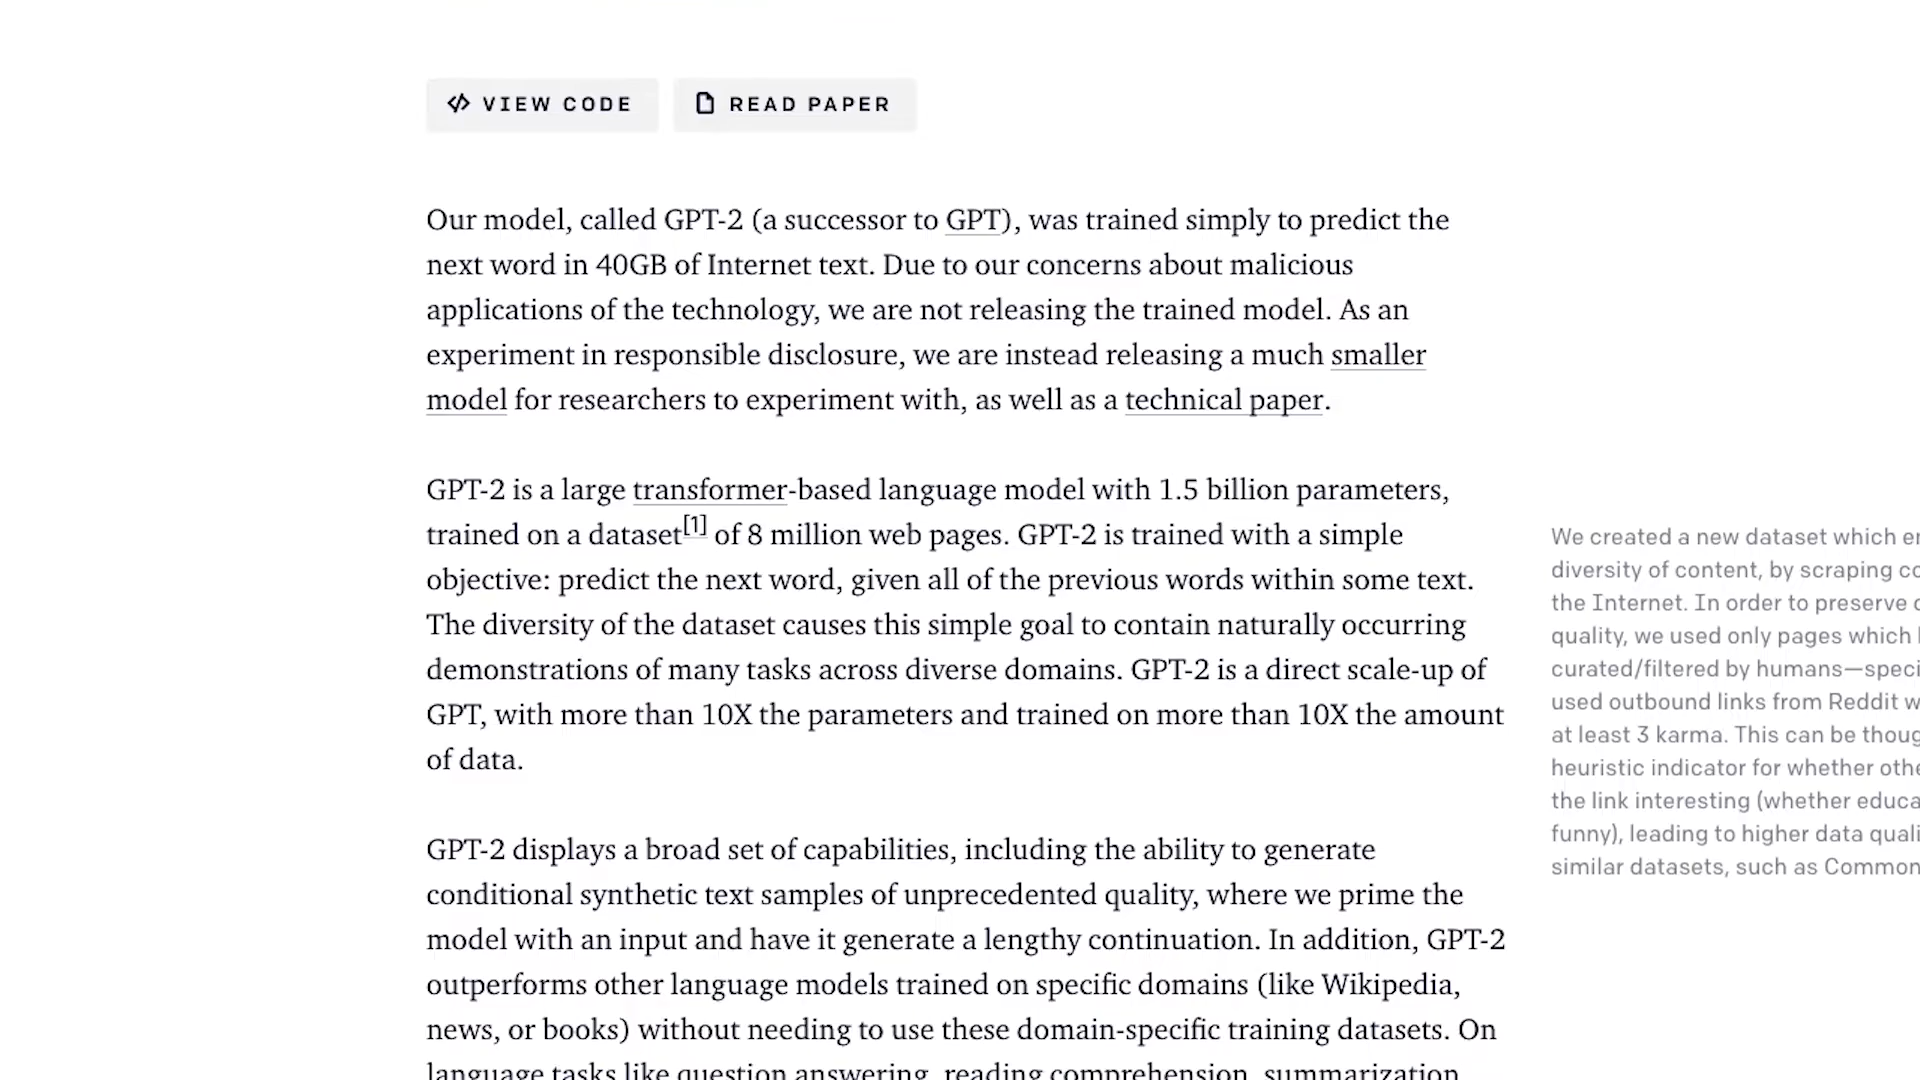 VIEW CODE
READ PAPER
Our model, called GPT-2 (a successor to GPT), was trained simply to predict the
next word in 40GB of Internet text. Due to our concerns about malicious
applications of the technology, we are not releasing the trained model. As an
experiment in responsible disclosure, we are instead releasing a much smaller
model for researchers to experiment with, as well as a technical paper.
GPT-2 is a large transformer-based language model with 1.5 billion parameters,
trained on a dataset[1] of 8 million web pages. GPT-2 is trained with a simple
objective: predict the next word, given all of the previous words within some text.
The diversity of the dataset causes this simple goal to contain naturally occurring
demonstrations of many tasks across diverse domains. GPT-2 is a direct scale-up of
GPT, with more than 10X the parameters and trained on more than 10X the amount
of data.
GPT-2 displays a broad set of capabilities, including the ability to generate
conditional synthetic text samples of unprecedented quality, where we prime the
model with an input and have it generate a lengthy continuation. In addition, GPT-2
outperforms other language models trained on specific domains (like Wikipedia,
news, or books) without needing to use these domain-specific training datasets. On
language tasks like question answering, reading comprehension, summarization,
We created a new dataset which
diversity of content, by scraping
the Internet. In order to preserve
quality, we used only pages which
curated/filtered by humans—
used outbound links from Reddit
at least 3 karma. This can be
heuristic indicator for whether
the link interesting (whether
funny), leading to higher data
similar datasets, such as Common